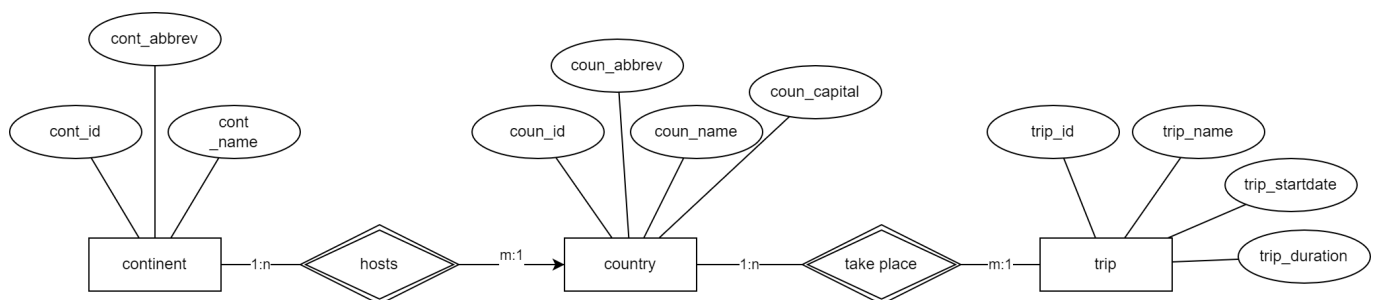 cont_abbrev
cont_id
cont
_name
coun_abbrev
coun_capital
coun_id
coun_name
trip_id
trip_name
trip_startdate
trip_duration
continent
1:n
hosts
m:1
country
1:n
take place
m:1
trip